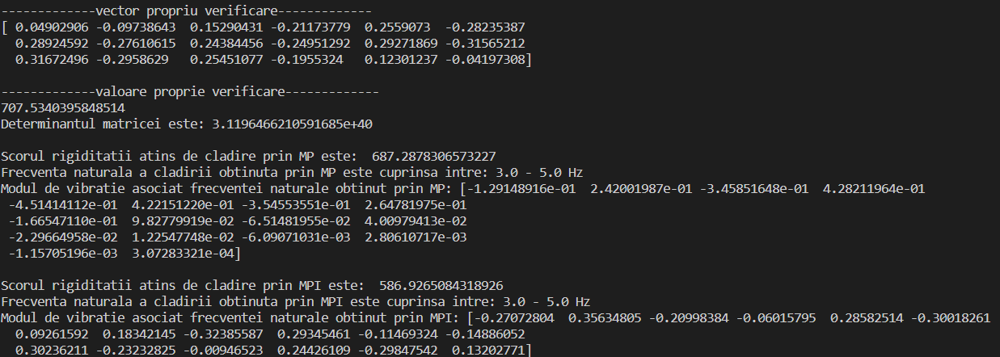 -------------vector propriu verificare-------------
[ 0.04902906 -0.09738643  0.15290431 -0.21173779  0.2559073  -0.28235387
  0.28924592 -0.27610615  0.24384456 -0.24951292  0.29271869 -0.31565212
  0.31672496 -0.2958629   0.25451077 -0.1955324   0.12301237 -0.04197308]
-------------valoare proprie verificare-------------
707.5340395848514
Determinantul matricei este: 3.1196466210591685e+40
Scorul rigiditatii atins de cladire prin MP este:  687.2878306573227
Frecventa naturala a cladirii obtinuta prin MP este cuprinsa intre: 3.0 - 5.0 Hz
Modul de vibratie asociat frecventei naturale obtinut prin MP: [-1.29148916e-01  2.42001987e-01 -3.45851648e-01  4.28211964e-01
 -4.51414112e-01  4.22151220e-01 -3.54553551e-01  2.64781975e-01
 -1.66547110e-01  9.82779919e-02 -6.51481955e-02  4.00979413e-02
 -2.29664958e-02  1.22547748e-02 -6.09071031e-03  2.80610717e-03
 -1.15705196e-03  3.07283321e-04]
Scorul rigiditatii atins de cladire prin MPI este:  586.9265084318926
Frecventa naturala a cladirii obtinuta prin MPI este cuprinsa intre: 3.0 - 5.0 Hz
Modul de vibratie asociat frecventei naturale obtinut prin MPI: [-0.27072804  0.35634805 -0.20998384 -0.06015795  0.28582514 -0.30018261
  0.09261592  0.18342145 -0.32385587  0.29345461 -0.11469324 -0.14886052
  0.30236211 -0.23232825 -0.00946523  0.24426109 -0.29847542  0.13202771]